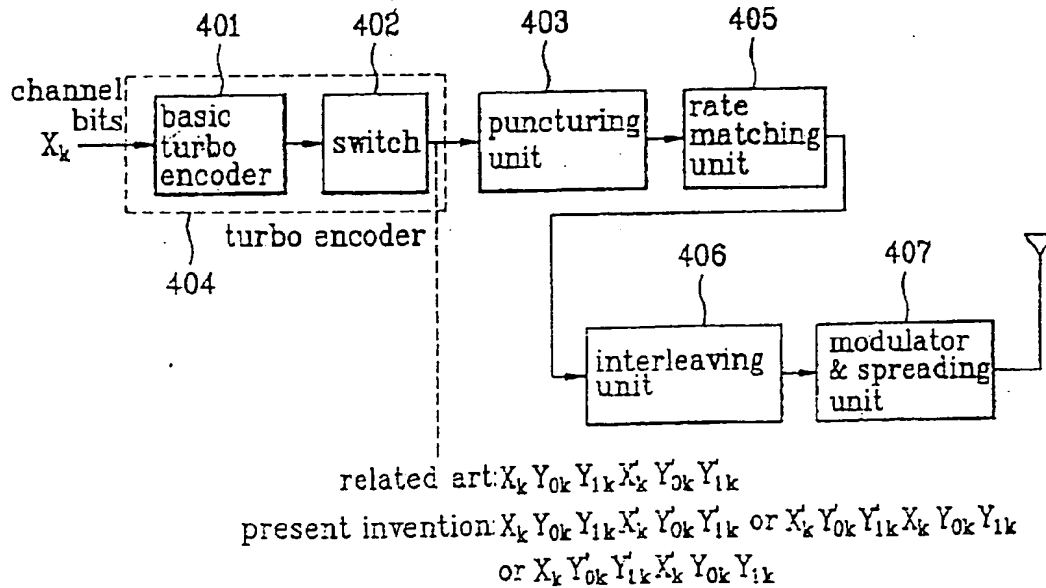 401
402
403
405
channel
bits
X_k
basic
turbo
encoder
switch
puncturing
unit
rate
matching
unit
turbo encoder
404
406
407
interleaving
unit
modulator
& spreading
unit
related art: X_k Y_0k Y_1k X'_k Y'_0k Y'_1k
present invention: X_k Y_0k Y_1k X'_k Y'_0k Y'_1k or X'_k Y'_0k Y'_1k X_k Y_0k Y_1k
or X_k Y'_0k Y'_1k X'_k Y_0k Y_1k